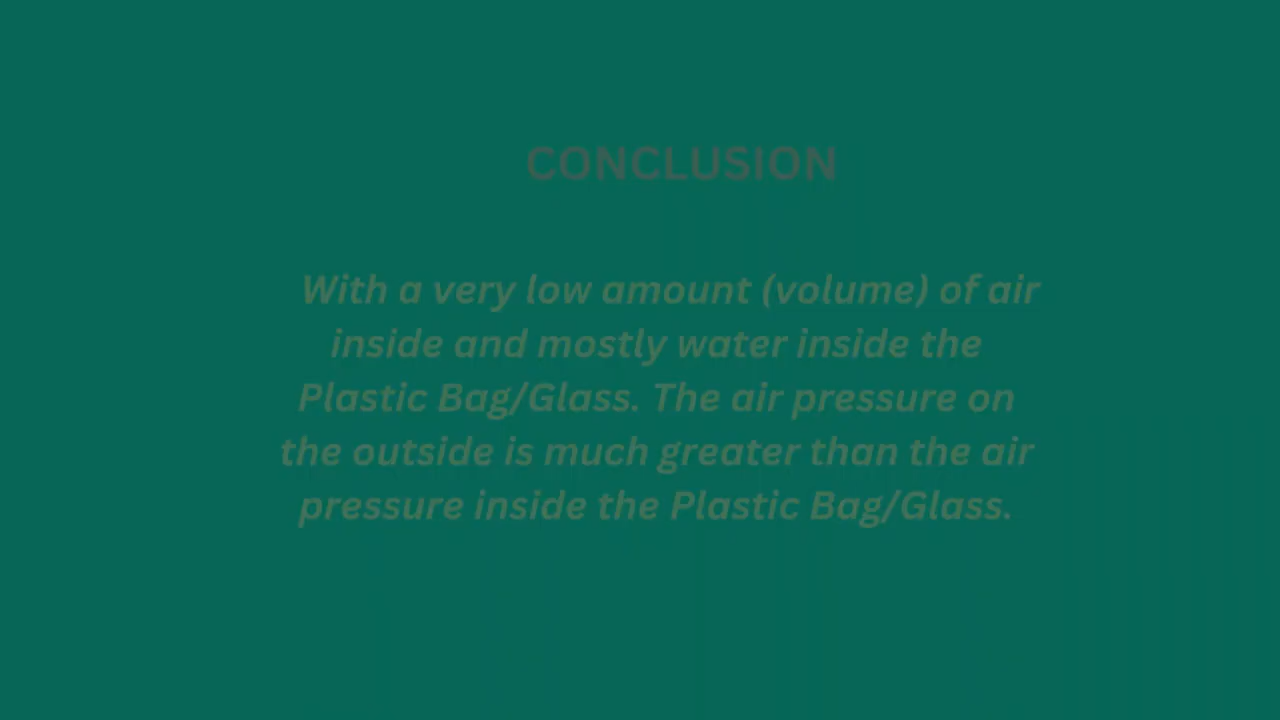 CONCLUSION
With a very low amount (volume) of air
inside and mostly water inside the
Plastic Bag/Glass. The air pressure on
the outside is much greater than the air
pressure inside the Plastic Bag/Glass.